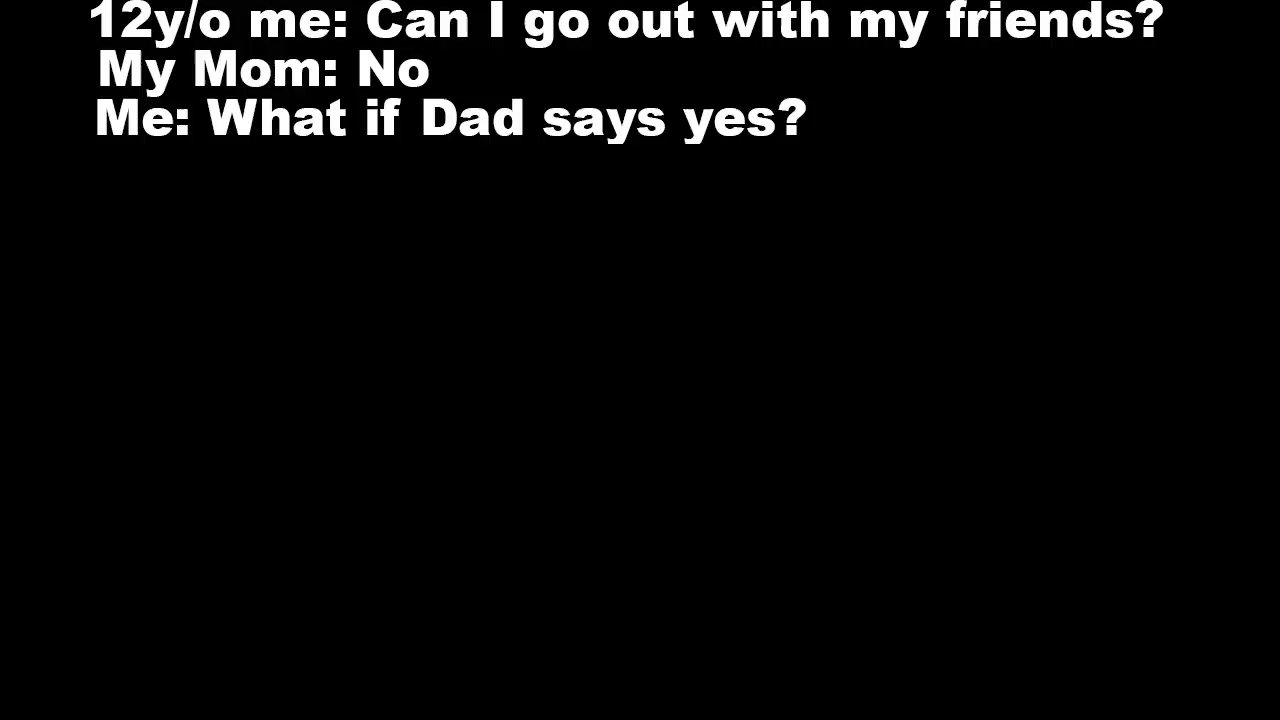 12y/o me: Can I go out with my friends?
My Mom: No
Me: What if Dad says yes?